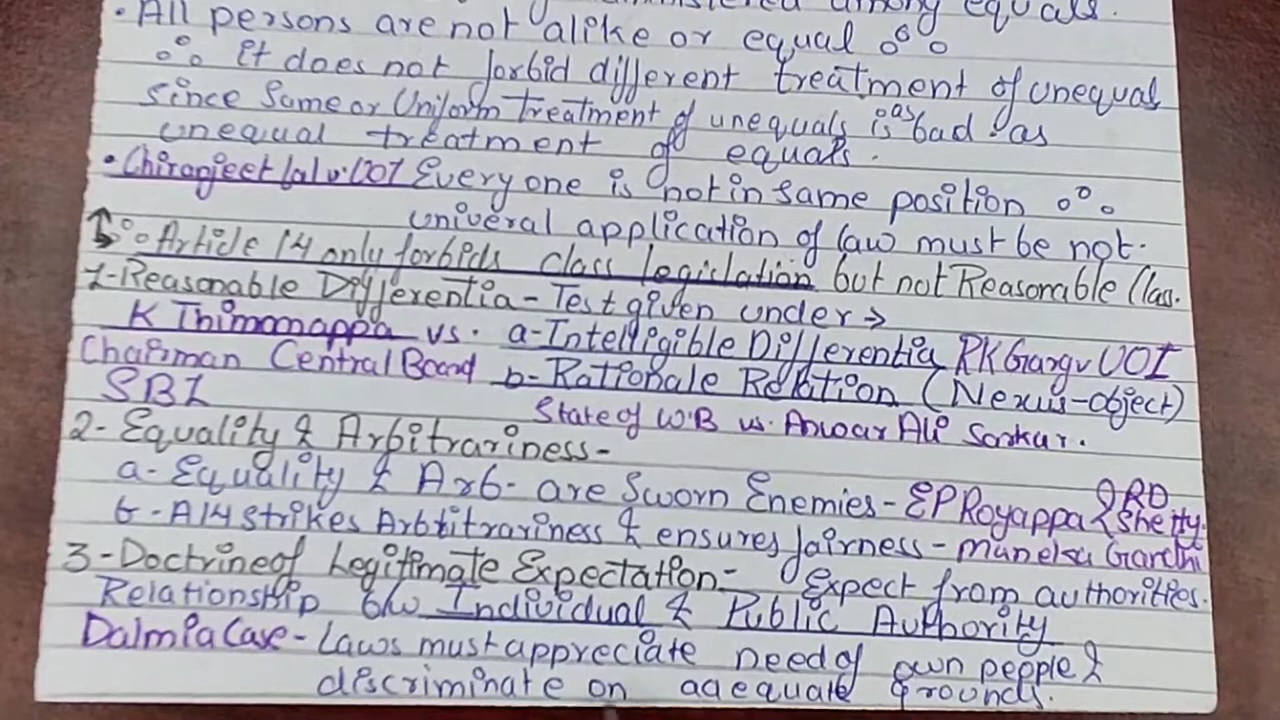 administered among equals.
• All persons are not alike or equal ∴
∴ it does not forbid different treatment of unequal
Since Same or Uniform treatment of unequals is as bad as
unequal treatment of equals.
• Chiranjeet Lal v. UOI Everyone is not in same position ∴
univeral application of law must be not.
∴ Article 14 only forbids class legislation but not Reasonable Class.
1-Reasonable Differentia - Test given under →
K Thimmappa vs. a-Intelligible Differentia RK Garg v UOI
Chairman Central Board b-Rationale Relation (Nexus-object)
SBI State of W.B vs. Anwar Ali Sarkar.
2- Equality & Arbitrariness-
a- Equality & Arb- are Sworn Enemies - EP Royappa & RD Shetty.
b- A14 strikes Arbitrariness & ensures fairness - Maneka Gandhi
3-Doctrine of Legitimate Expectation- Expect from authorities.
Relationship b/w Individual & Public Authority
Dalmia Case - Laws must appreciate need of own people &
discriminate on adequate grounds.